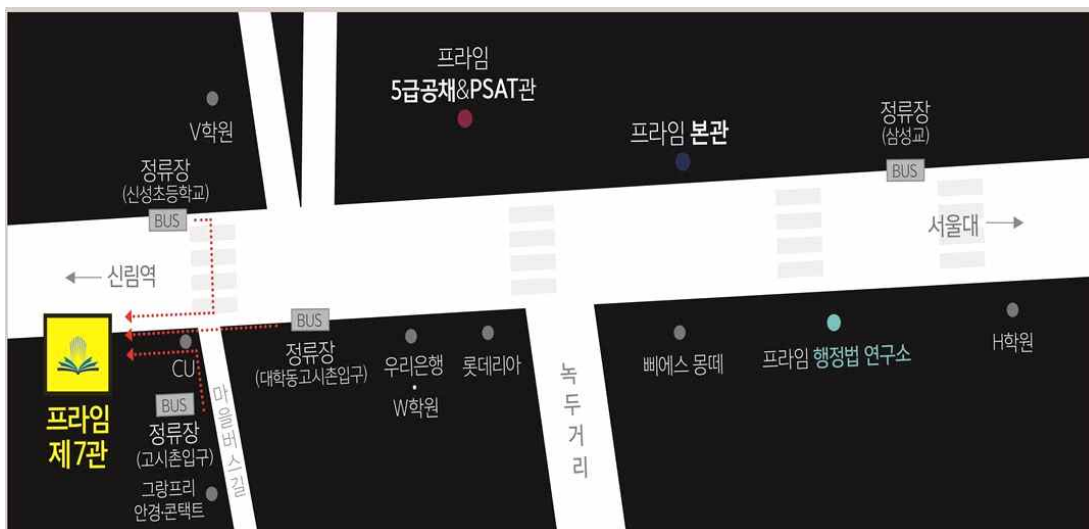 프라임
5급공채&PSAT관
V학원
프라임 본관
정류장
(삼성교)
BUS
정류장
(신성초등학교)
BUS
서울대
신림역
BUS
정류장
(대학동고시촌입구)
우리은행
·
W학원
롯데리아
녹두거리
삐에스 몽떼
프라임 행정법 연구소
H학원
CU
BUS
정류장
(고시촌입구)
그랑프리
안경·콘택트
마을버스길
프라임
제7관